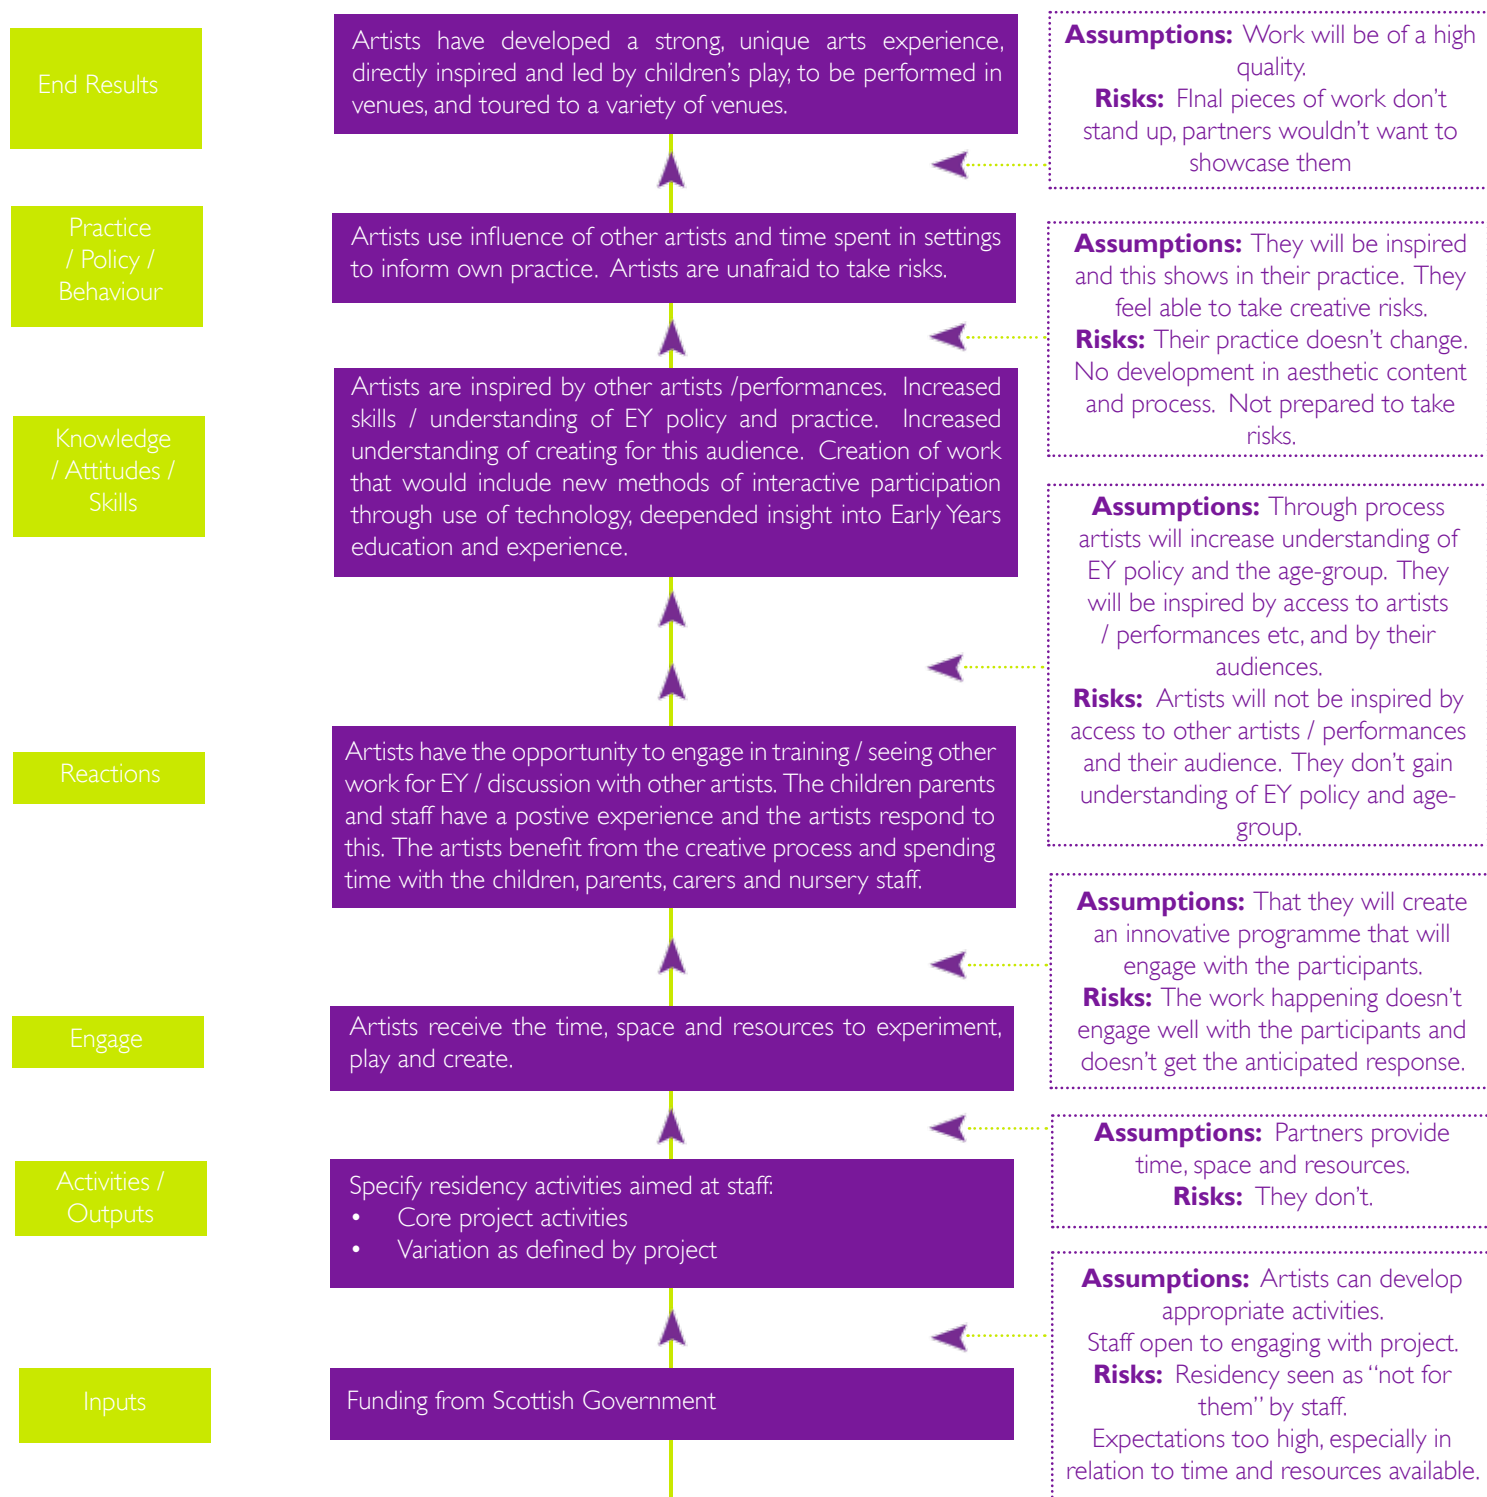 End Results
Artists have developed a strong, unique arts experience,
directly inspired and led by children's play, to be performed in
venues, and toured to a variety of venues.
Assumptions: Work will be of a high
quality.
Risks: FInal pieces of work don't
stand up, partners wouldn't want to
showcase them
Practice
/ Policy /
Behaviour
Artists use influence of other artists and time spent in settings
to inform own practice. Artists are unafraid to take risks.
Assumptions: They will be inspired
and this shows in their practice. They
feel able to take creative risks.
Risks: Their practice doesn't change.
No development in aesthetic content
and process. Not prepared to take
risks.
Knowledge
/ Attitudes /
Skills
Artists are inspired by other artists /performances. Increased
skills / understanding of EY policy and practice. Increased
understanding of creating for this audience. Creation of work
that would include new methods of interactive participation
through use of technology, deepended insight into Early Years
education and experience.
Assumptions: Through process
artists will increase understanding of
EY policy and the age-group. They
will be inspired by access to artists
/ performances etc, and by their
audiences.
Risks: Artists will not be inspired by
access to other artists / performances
and their audience. They don't gain
understanding of EY policy and age-
group.
Reactions
Artists have the opportunity to engage in training / seeing other
work for EY / discussion with other artists. The children parents
and staff have a postive experience and the artists respond to
this. The artists benefit from the creative process and spending
time with the children, parents, carers and nursery staff.
Assumptions: That they will create
an innovative programme that will
engage with the participants.
Risks: The work happening doesn't
engage well with the participants and
doesn't get the anticipated response.
Engage
Artists receive the time, space and resources to experiment,
play and create.
Assumptions: Partners provide
time, space and resources.
Risks: They don't.
Activities /
Outputs
Specify residency activities aimed at staff:
• Core project activities
• Variation as defined by project
Assumptions: Artists can develop
appropriate activities.
Staff open to engaging with project.
Risks: Residency seen as “not for
them” by staff.
Expectations too high, especially in
relation to time and resources available.
Inputs
Funding from Scottish Government